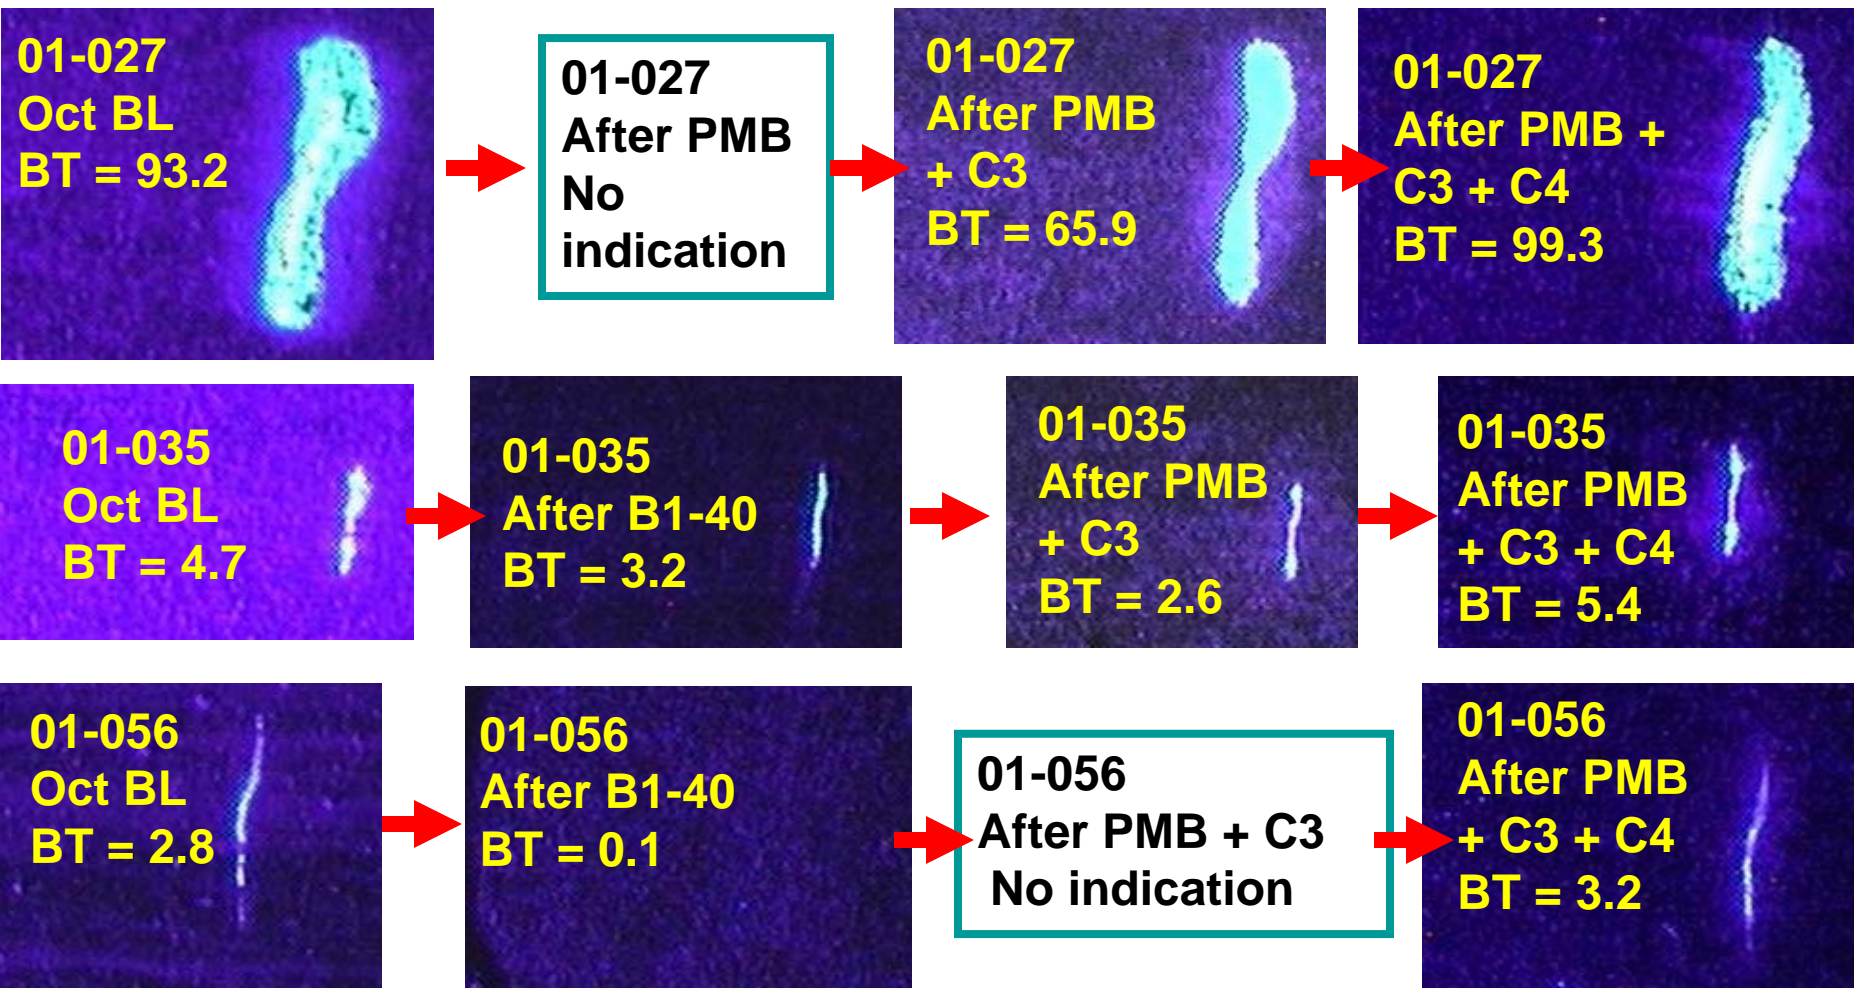 01-027
Oct BL
BT = 93.2
01-027
After PMB
No
indication
01-027
After PMB
+ C3
BT = 65.9
01-027
After PMB +
C3 + C4
BT = 99.3
01-035
Oct BL
BT = 4.7
01-035
After B1-40
BT = 3.2
01-035
After PMB
+ C3
BT = 2.6
01-035
After PMB
+ C3 + C4
BT = 5.4
01-056
Oct BL
BT = 2.8
01-056
After B1-40
BT = 0.1
01-056
After PMB + C3
No indication
01-056
After PMB
+ C3 + C4
BT = 3.2